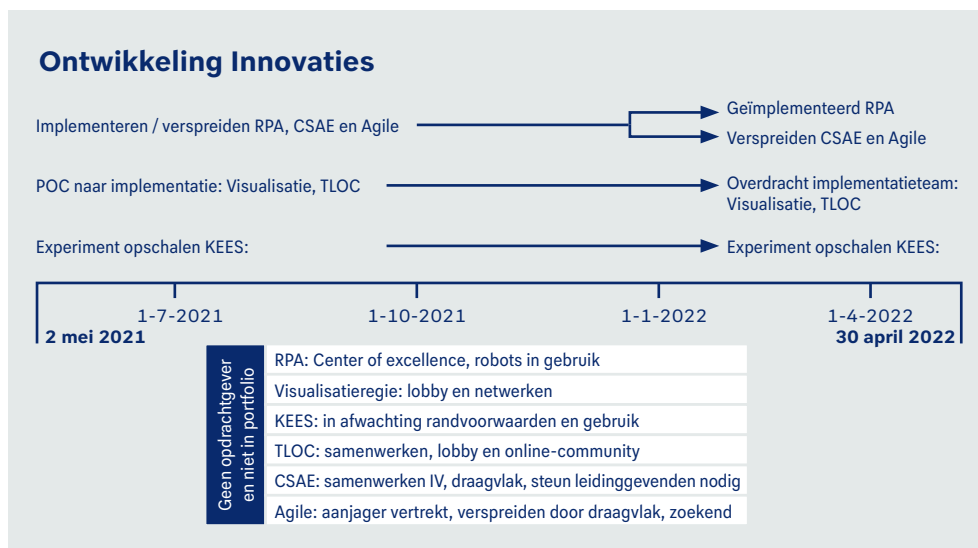 Ontwikkeling Innovaties
Implementeren / verspreiden RPA, CSAE en Agile
Geïmplementeerd RPA
Verspreiden CSAE en Agile
POC naar implementatie: Visualisatie, TLOC
Overdracht implementatieteam:
Visualisatie, TLOC
Experiment opschalen KEES:
Experiment opschalen KEES:
1-7-2021
1-10-2021
1-1-2022
1-4-2022
2 mei 2021
30 april 2022
Geen opdrachtgever
en niet in portfolio
RPA: Center of excellence, robots in gebruik
Visualisatieregie: lobby en netwerken
KEES: in afwachting randvoorwaarden en gebruik
TLOC: samenwerken, lobby en online-community
CSAE: samenwerken IV, draagvlak, steun leidinggevenden nodig
Agile: aanjager vertrekt, verspreiden door draagvlak, zoekend